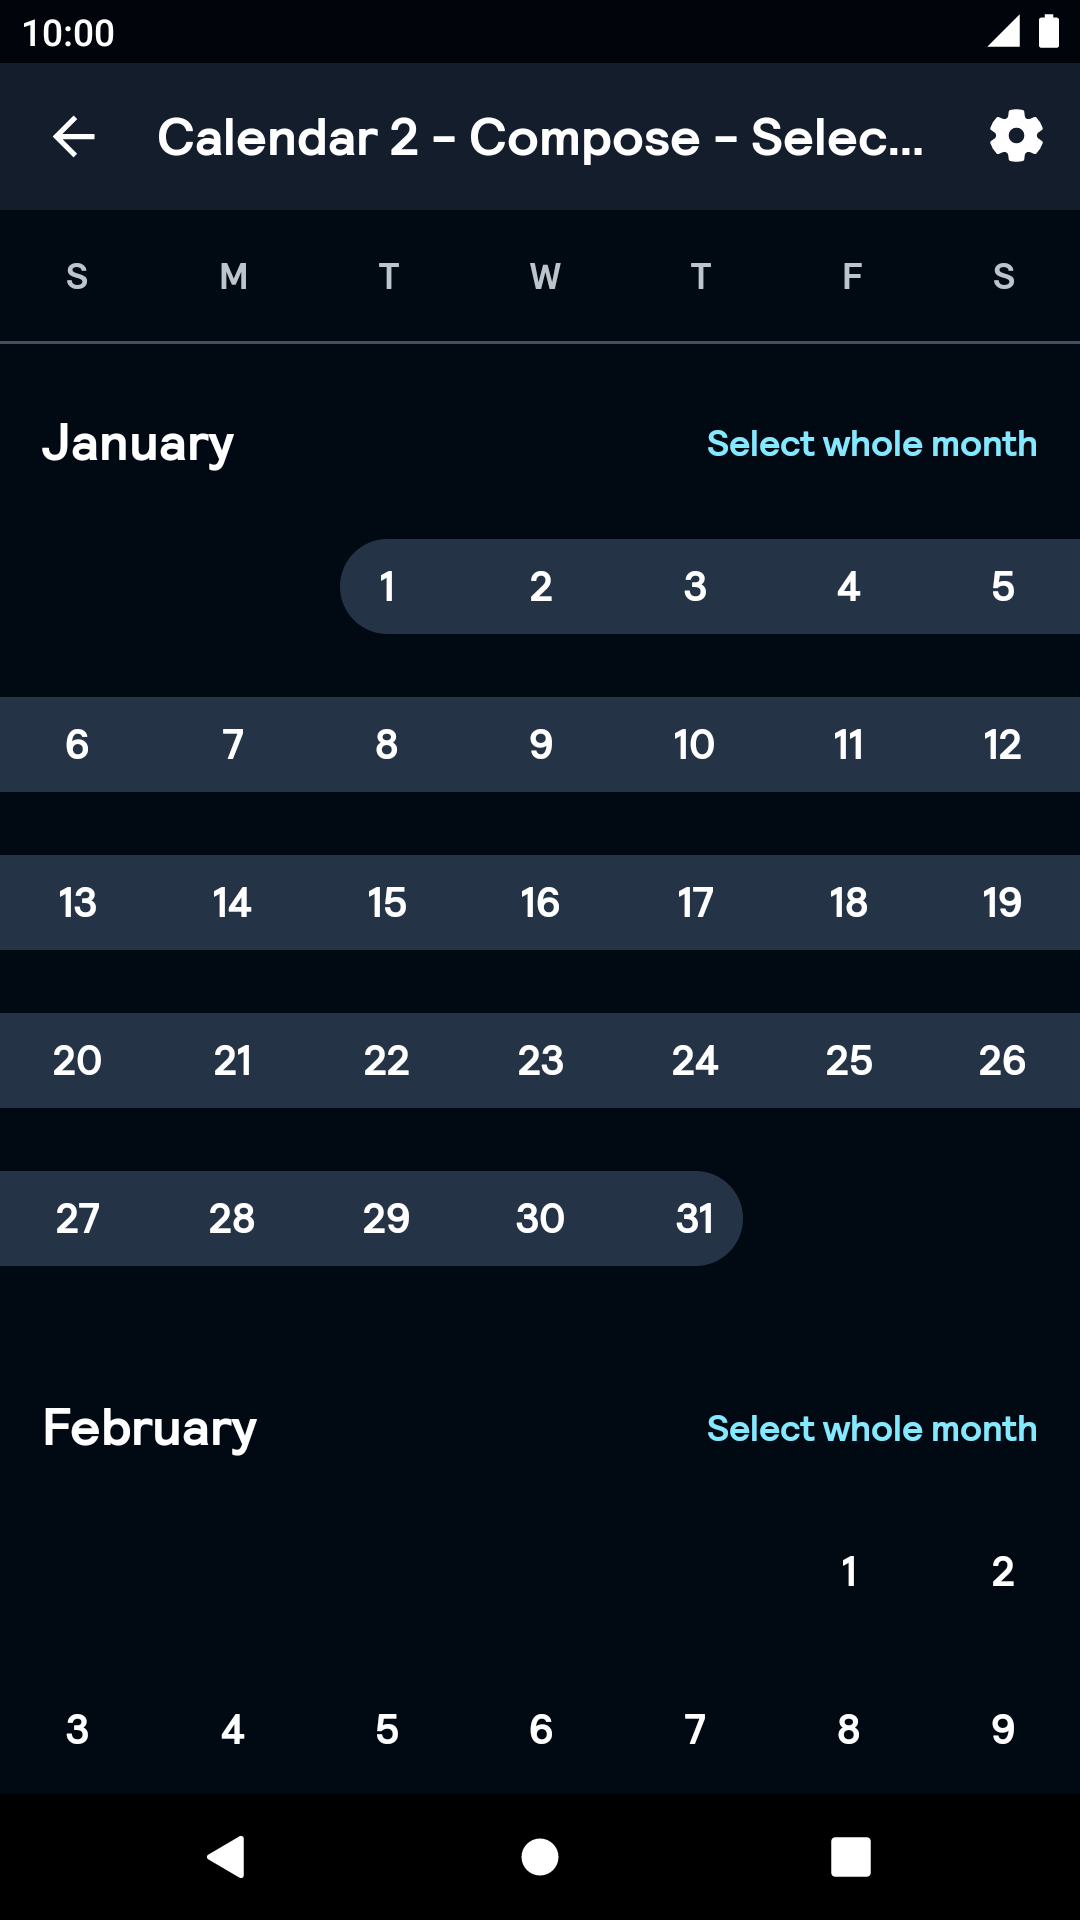 10:00
Calendar 2 - Compose - Selec...
S M T W T F S
January Select whole month
1 2 3 4 5
6 7 8 9 10 11 12
13 14 15 16 17 18 19
20 21 22 23 24 25 26
27 28 29 30 31
February Select whole month
1 2
3 4 5 6 7 8 9